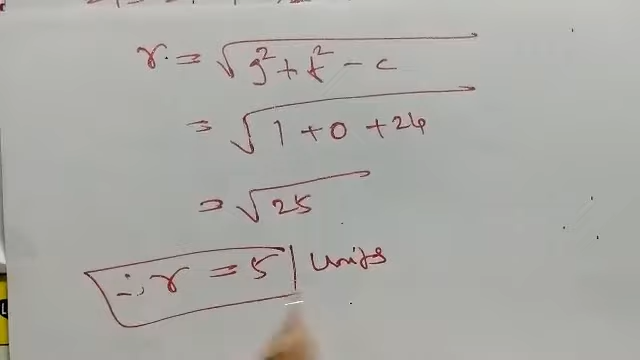 r = √g² + f² - c
= √1 + 0 + 24
= √25
∴ r = 5 units